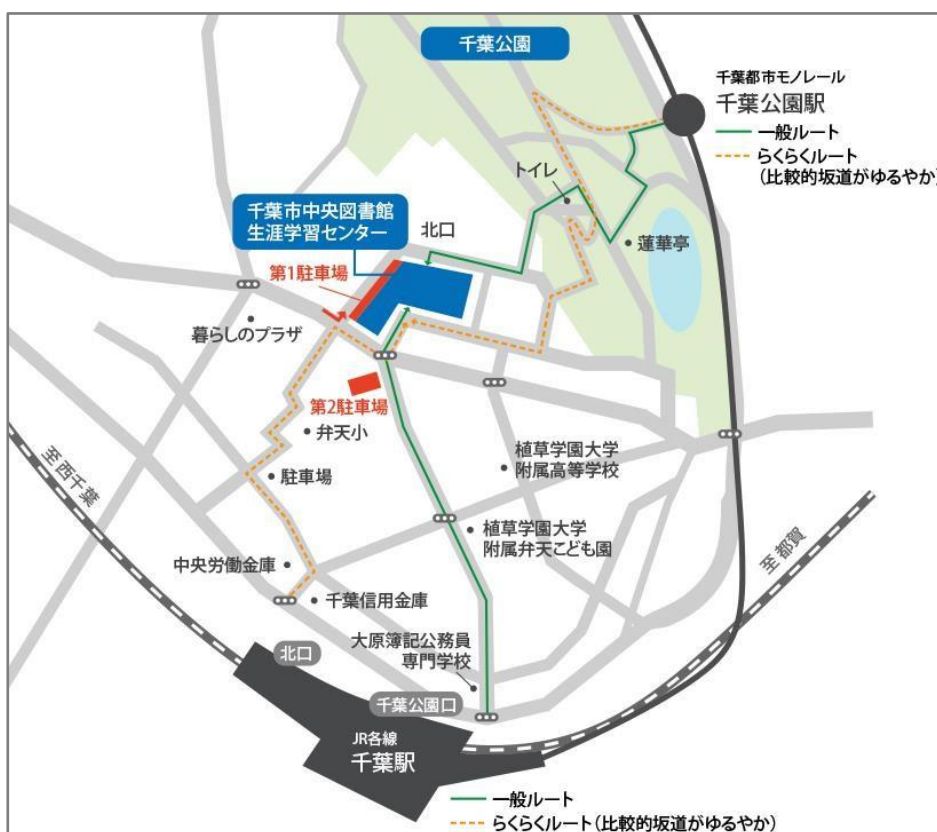 千葉公園
千葉都市モノレール
千葉公園駅
一般ルート
らくらくルート
(比較的坂道がゆるやか)
トイレ
千葉市中央図書館
生涯学習センター
北口
蓮華亭
第1駐車場
暮らしのプラザ
第2駐車場
弁天小
植草学園大学
附属高等学校
至西千葉
駐車場
植草学園大学
附属弁天こども園
至都賀
中央労働金庫
千葉信用金庫
大原簿記公務員
専門学校
北口
千葉公園口
JR各線
千葉駅
一般ルート
らくらくルート(比較的坂道がゆるやか)